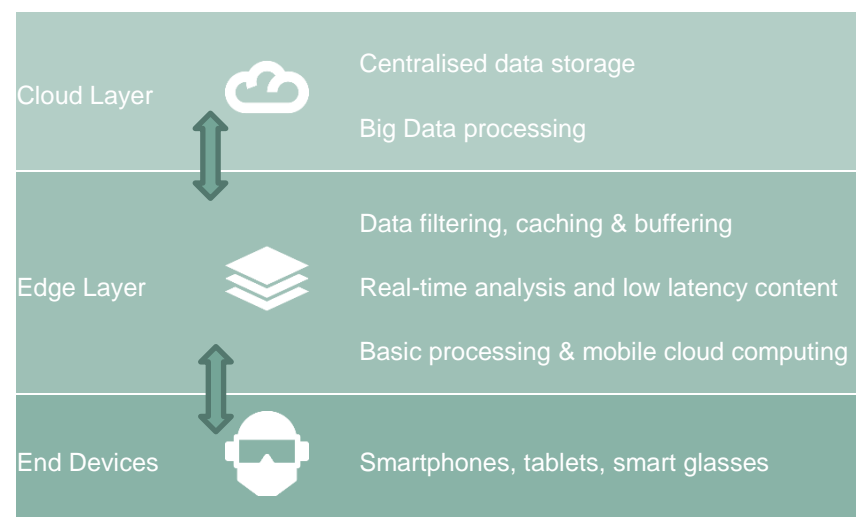 Cloud Layer
Centralised data storage
Big Data processing
Edge Layer
Data filtering, caching & buffering
Real-time analysis and low latency content
Basic processing & mobile cloud computing
End Devices
Smartphones, tablets, smart glasses